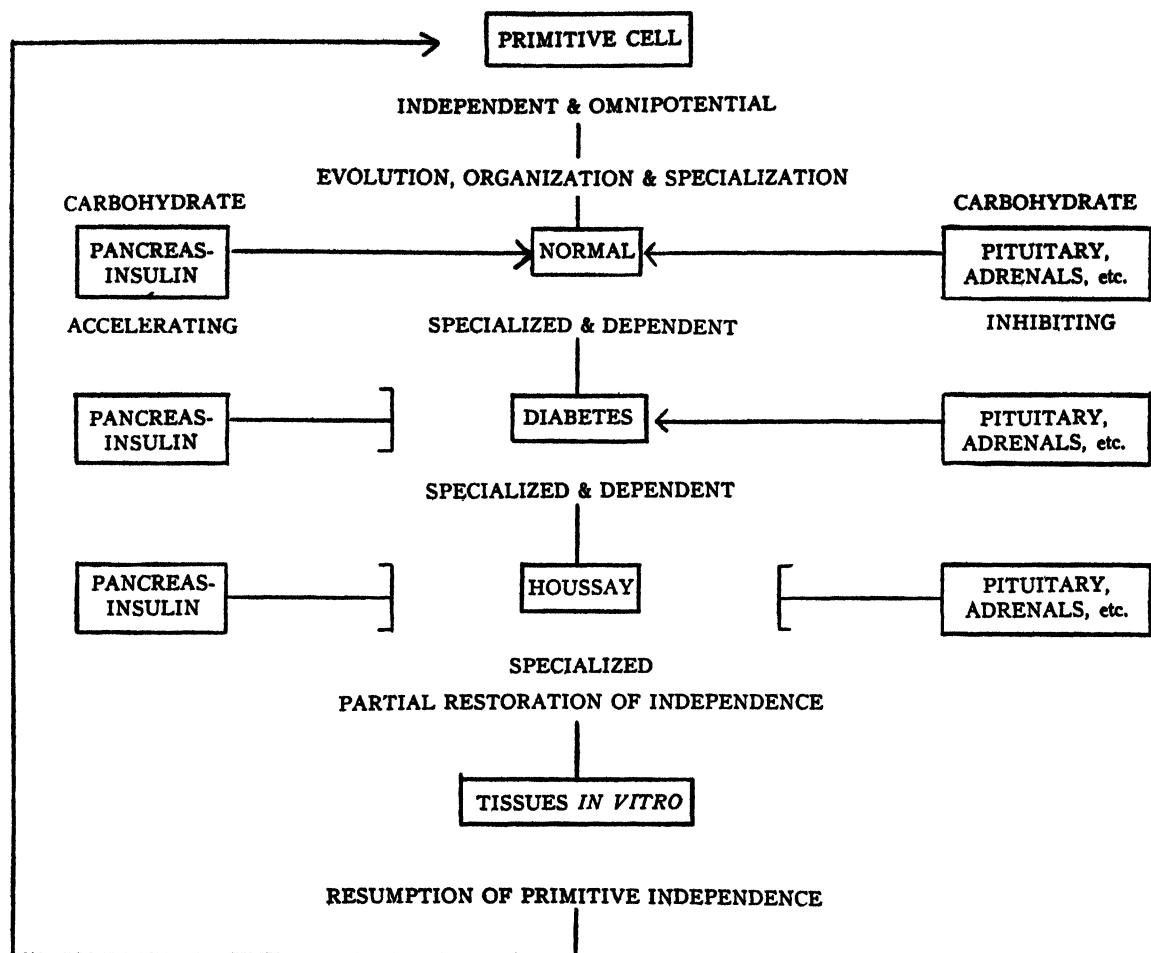 PRIMITIVE CELL
INDEPENDENT & OMNIPOTENTIAL
EVOLUTION, ORGANIZATION & SPECIALIZATION
CARBOHYDRATE
CARBOHYDRATE
PANCREAS-
INSULIN
NORMAL
PITUITARY,
ADRENALS, etc.
ACCELERATING
SPECIALIZED & DEPENDENT
INHIBITING
PANCREAS-
INSULIN
DIABETES
PITUITARY,
ADRENALS, etc.
SPECIALIZED & DEPENDENT
PANCREAS-
INSULIN
HOUSSAY
PITUITARY,
ADRENALS, etc.
SPECIALIZED
PARTIAL RESTORATION OF INDEPENDENCE
TISSUES IN VITRO
RESUMPTION OF PRIMITIVE INDEPENDENCE